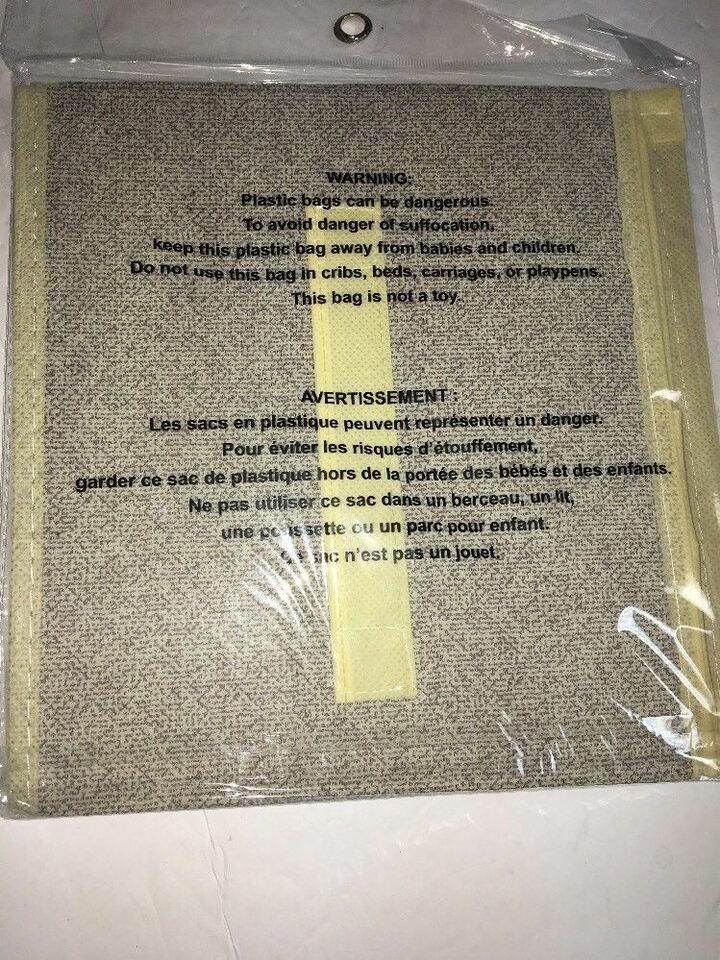 WARNING:
Plastic bags can be dangerous.
To avoid danger of suffocation,
keep this plastic bag away from babies and children.
Do not use this bag in cribs, beds, carriages, or playpens.
This bag is not a toy.
AVERTISSEMENT :
Les sacs en plastique peuvent représenter un danger.
Pour éviter les risques d'étouffement,
garder ce sac de plastique hors de la portée des bébés et des enfants.
Ne pas utiliser ce sac dans un berceau, un lit,
une poussette ou un parc pour enfant.
Ce sac n'est pas un jouet.